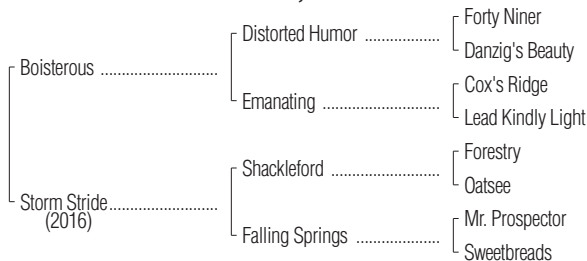 Forty Niner
Distorted Humor ..................
Danzig's Beauty
Boisterous ............................
Cox's Ridge
Emanating .............................
Lead Kindly Light
Forestry
Shackleford ..........................
Oatsee
Storm Stride..........................
(2016)
Mr. Prospector
Falling Springs ....................
Sweetbreads